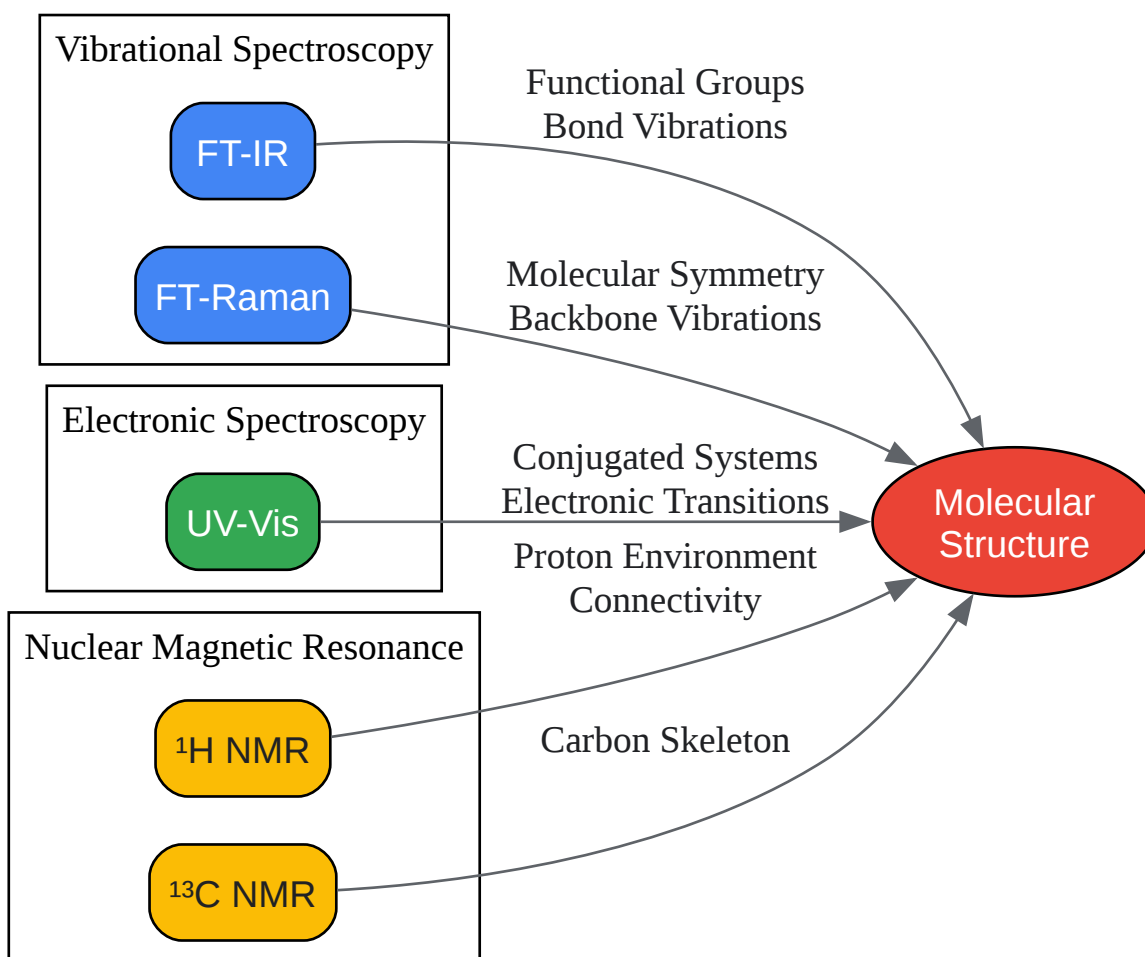 Vibrational Spectroscopy
FT-IR
Functional Groups
Bond Vibrations
FT-Raman
Molecular Symmetry
Backbone Vibrations
Electronic Spectroscopy
UV-Vis
Conjugated Systems
Electronic Transitions
Molecular
Structure
Nuclear Magnetic Resonance
¹H NMR
Proton Environment
Connectivity
¹³C NMR
Carbon Skeleton